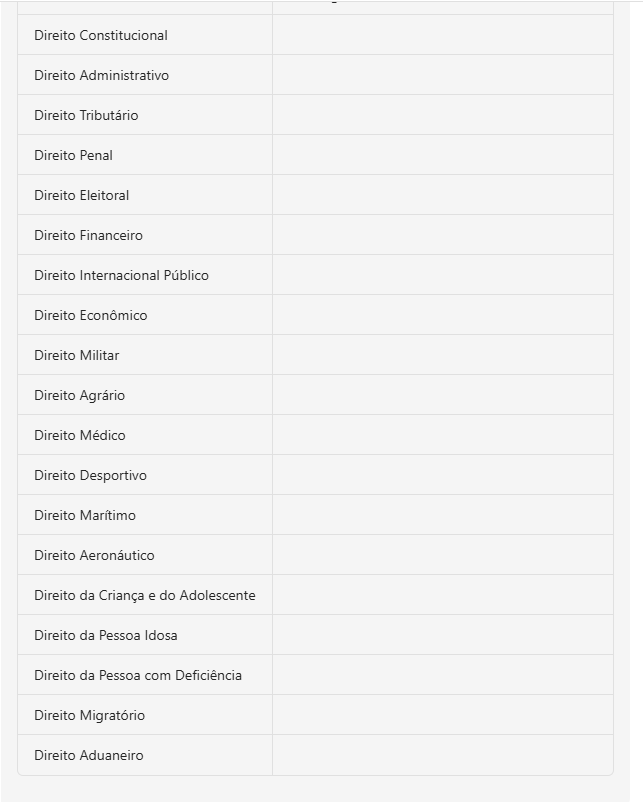 Direito Constitucional
Direito Administrativo
Direito Tributário
Direito Penal
Direito Eleitoral
Direito Financeiro
Direito Internacional Público
Direito Econômico
Direito Militar
Direito Agrário
Direito Médico
Direito Desportivo
Direito Marítimo
Direito Aeronáutico
Direito da Criança e do Adolescente
Direito da Pessoa Idosa
Direito da Pessoa com Deficiência
Direito Migratório
Direito Aduaneiro